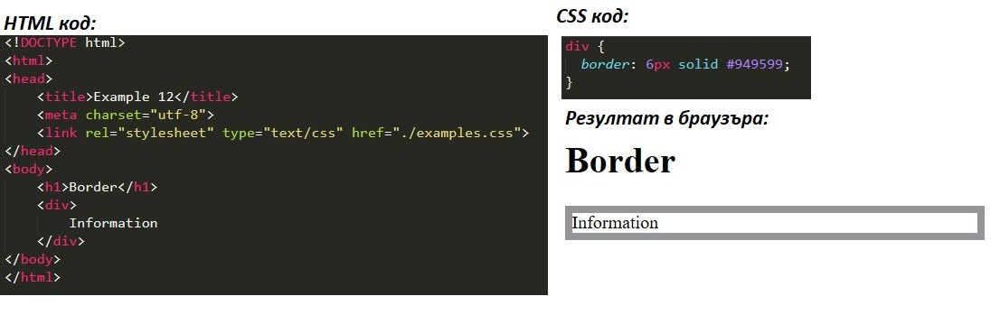 HTML код:
<!DOCTYPE html>
<html>
<head>
    <title>Example 12</title>
    <meta charset="utf-8">
    <link rel="stylesheet" type="text/css" href="./examples.css">
</head>
<body>
    <h1>Border</h1>
    <div>
        Information
    </div>
</body>
</html>
CSS код:
div {
  border: 6px solid #949599;
}
Резултат в браузъра:
Border
Information